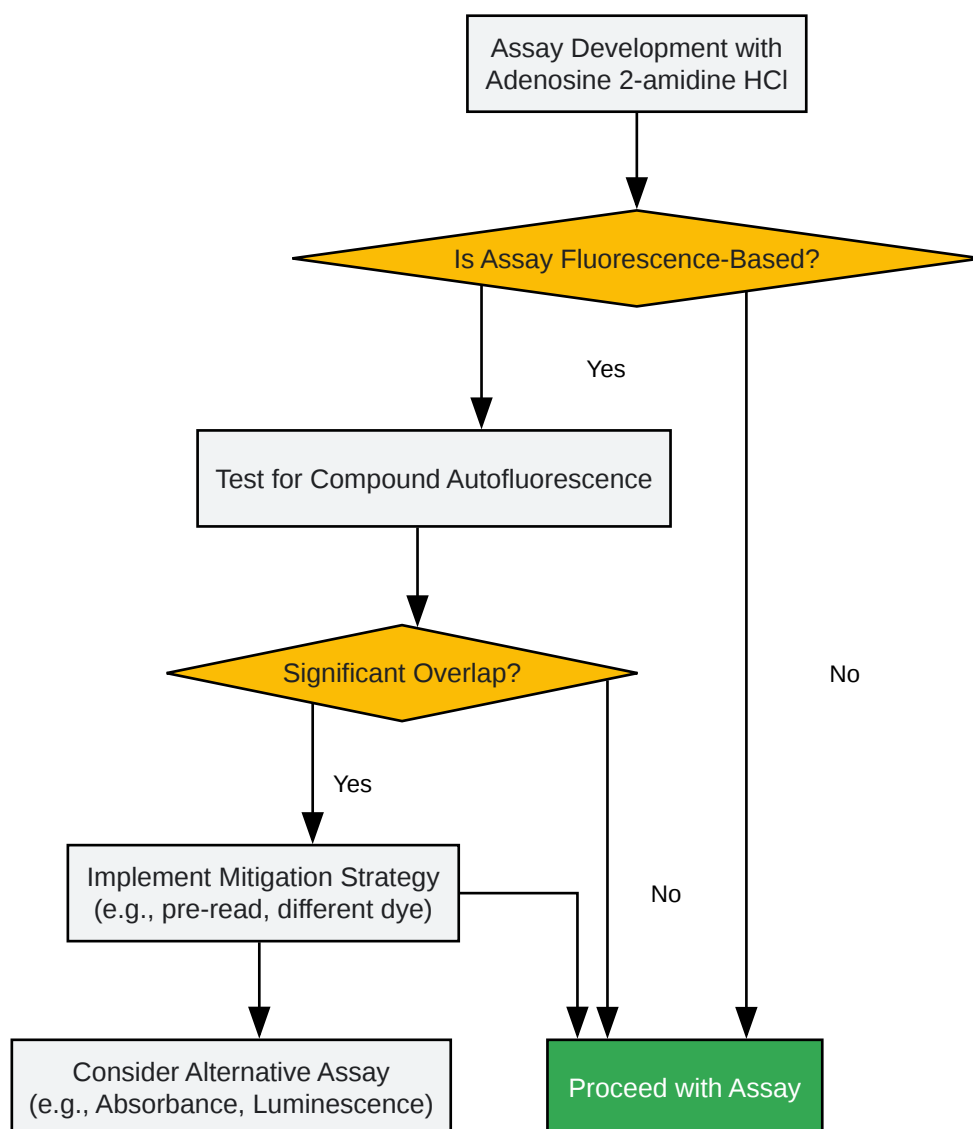 Assay Development with
Adenosine 2-amidine HCl
Is Assay Fluorescence-Based?
Yes
Test for Compound Autofluorescence
Significant Overlap?
No
Yes
Implement Mitigation Strategy
(e.g., pre-read, different dye)
No
Consider Alternative Assay
(e.g., Absorbance, Luminescence)
Proceed with Assay